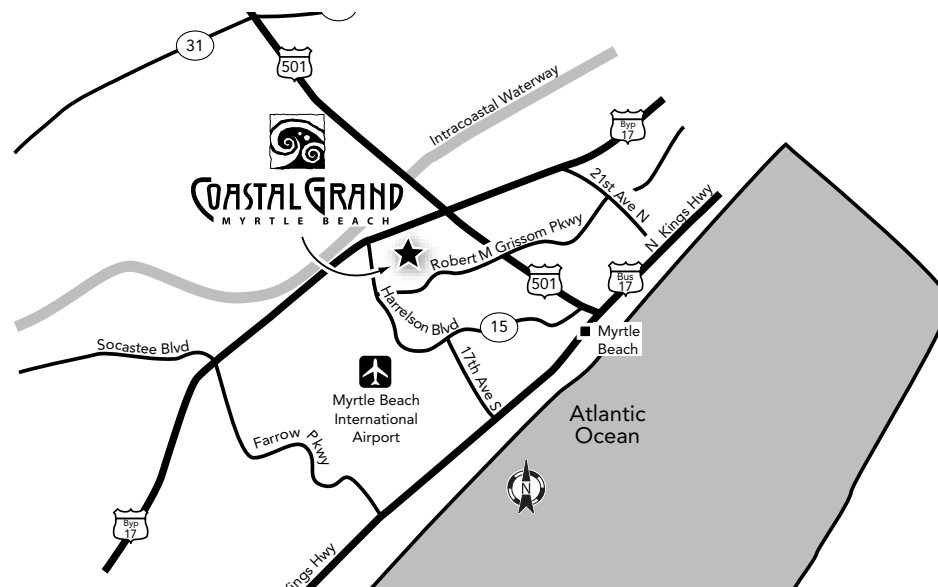 31
501
Intracoastal Waterway
Byp
17
COASTAL GRAND
MYRTLE BEACH
21st Ave N
N Kings Hwy
Robert M Grissom Pkwy
501
Bus
17
Harrelson Blvd
15
Myrtle
Beach
Socastee Blvd
17th Ave S
Myrtle Beach
International
Airport
Atlantic
Ocean
Farrow Pkwy
N
Byp
17
ings Hwy